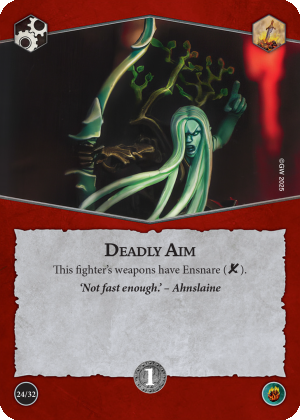 ©GW 2025
DEADLY AIM
This fighter's weapons have Ensnare (✘).
'Not fast enough.' – Ahnslaine
1
24/32